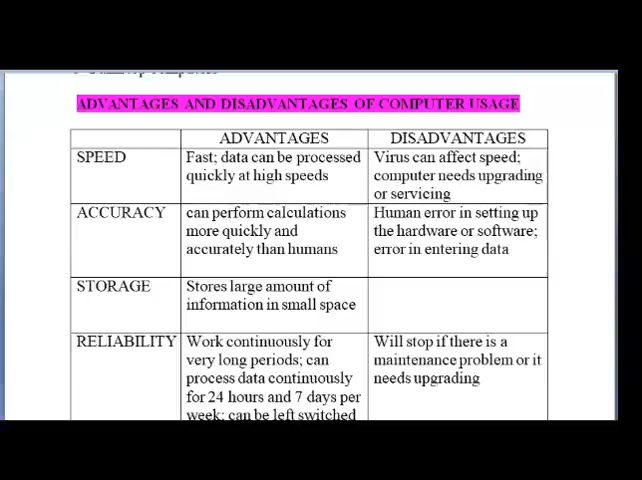 ADVANTAGES AND DISADVANTAGES OF COMPUTER USAGE
ADVANTAGES DISADVANTAGES
SPEED Fast; data can be processed Virus can affect speed;
quickly at high speeds computer needs upgrading
or servicing
ACCURACY can perform calculations Human error in setting up
more quickly and the hardware or software;
accurately than humans error in entering data
STORAGE Stores large amount of
information in small space
RELIABILITY Work continuously for Will stop if there is a
very long periods; can maintenance problem or it
process data continuously needs upgrading
for 24 hours and 7 days per
week; can be left switched